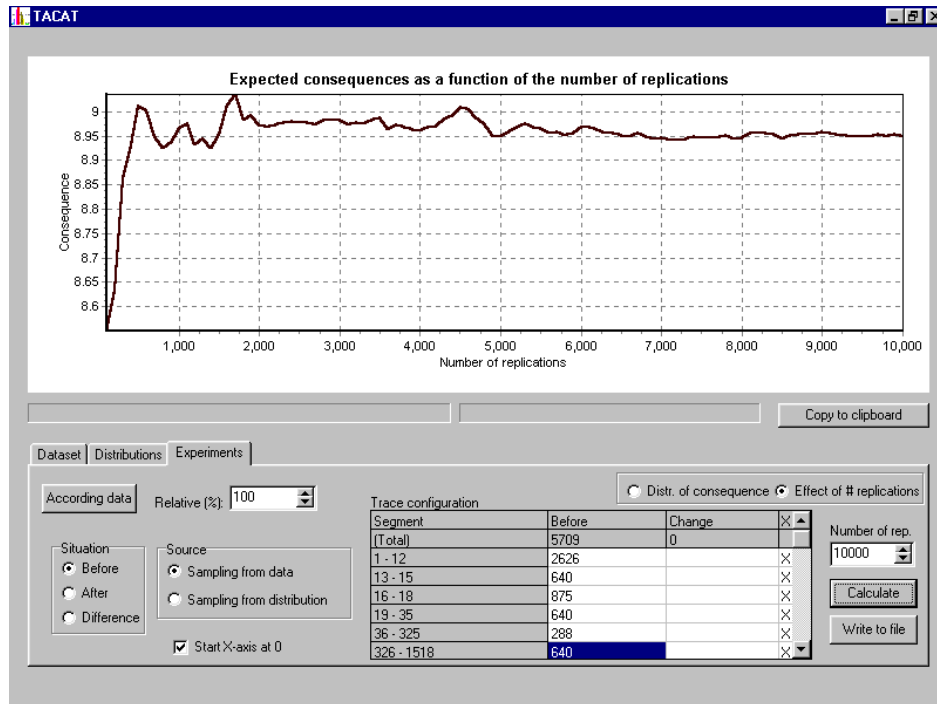 TACAT
Expected consequences as a function of the number of replications
Consequence
9
8.95
8.9
8.85
8.8
8.75
8.7
8.65
8.6
1,000 2,000 3,000 4,000 5,000 6,000 7,000 8,000 9,000 10,000
Number of replications
Copy to clipboard
Dataset Distributions Experiments
According data
Relative (%): 100
Distr. of consequence Effect of # replications
Situation
Before
After
Difference
Source
Sampling from data
Sampling from distribution
Start X-axis at 0
Trace configuration
Segment Before Change X
(Total) 5709 0
1 - 12 2626 X
13 - 15 640 X
16 - 18 875 X
19 - 35 640 X
36 - 325 288 X
326 - 1518 640 X
Number of rep.
10000
Calculate
Write to file